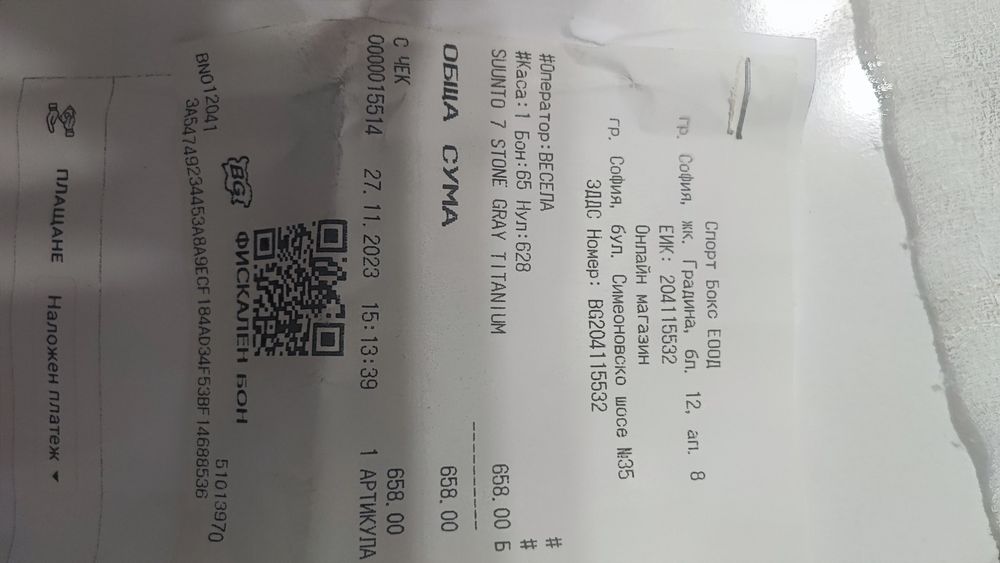 Спорт Бокс ЕООД
гр. София, жк. Градина, бл. 12, ап. 8
ЕИК: 204115532
Онлайн магазин
гр. София, бул. Симеоновско шосе №35
ЗДДС Номер: BG204115532
#Оператор:ВЕСЕЛА #
#Каса:1 Бон:65 Нул:628 #
SUUNTO 7 STONE GRAY TITANIUM 658.00 Б
---------
ОБЩА СУМА 658.00
С ЧЕК 658.00
0000015514 27.11.2023 15:13:39 1 АРТИКУЛА
BG
ФИСКАЛЕН БОН
BN012041 51013970
3A54749234453A8A9ECF184AD34F53BF14688536
ПЛАЩАНЕ Наложен платеж